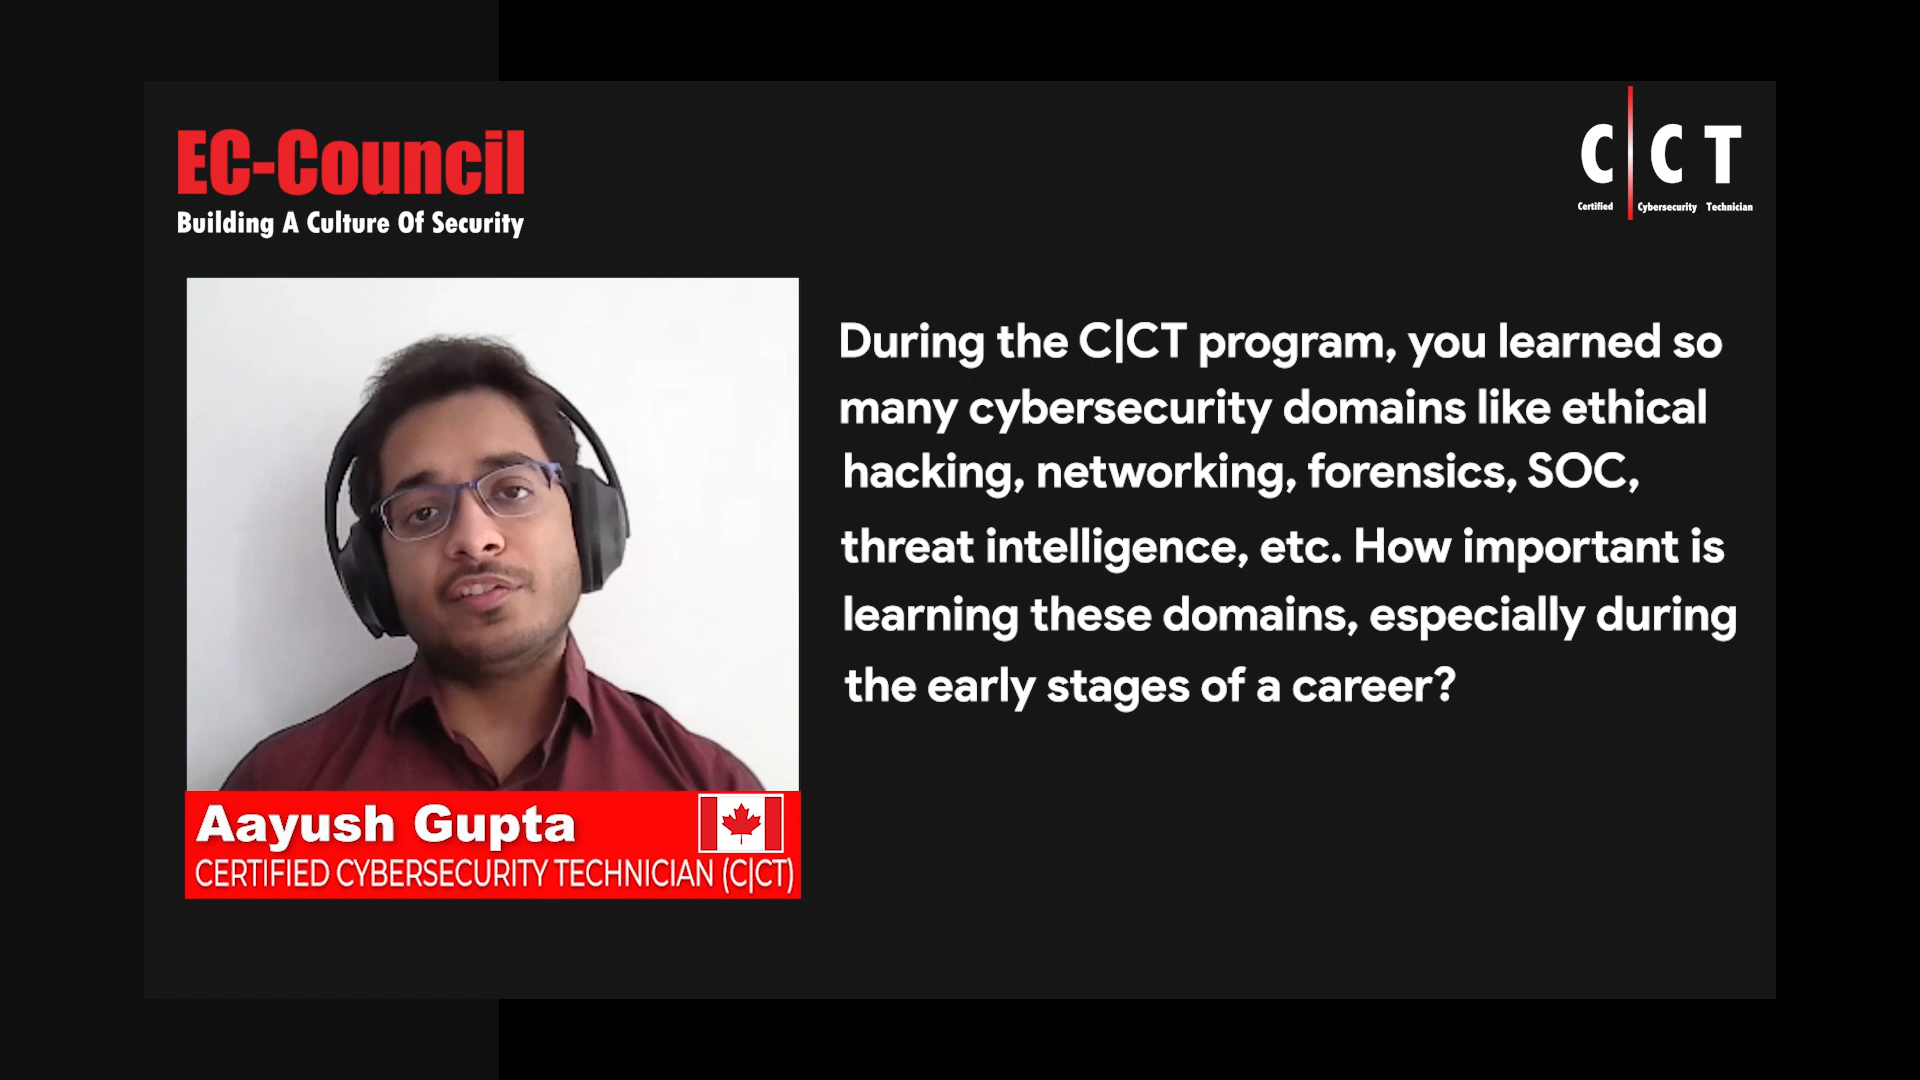 EC-Council
Building A Culture Of Security
C|CT
Certified Cybersecurity Technician
During the C|CT program, you learned so
many cybersecurity domains like ethical
hacking, networking, forensics, SOC,
threat intelligence, etc. How important is
learning these domains, especially during
the early stages of a career?
Aayush Gupta
CERTIFIED CYBERSECURITY TECHNICIAN (C|CT)